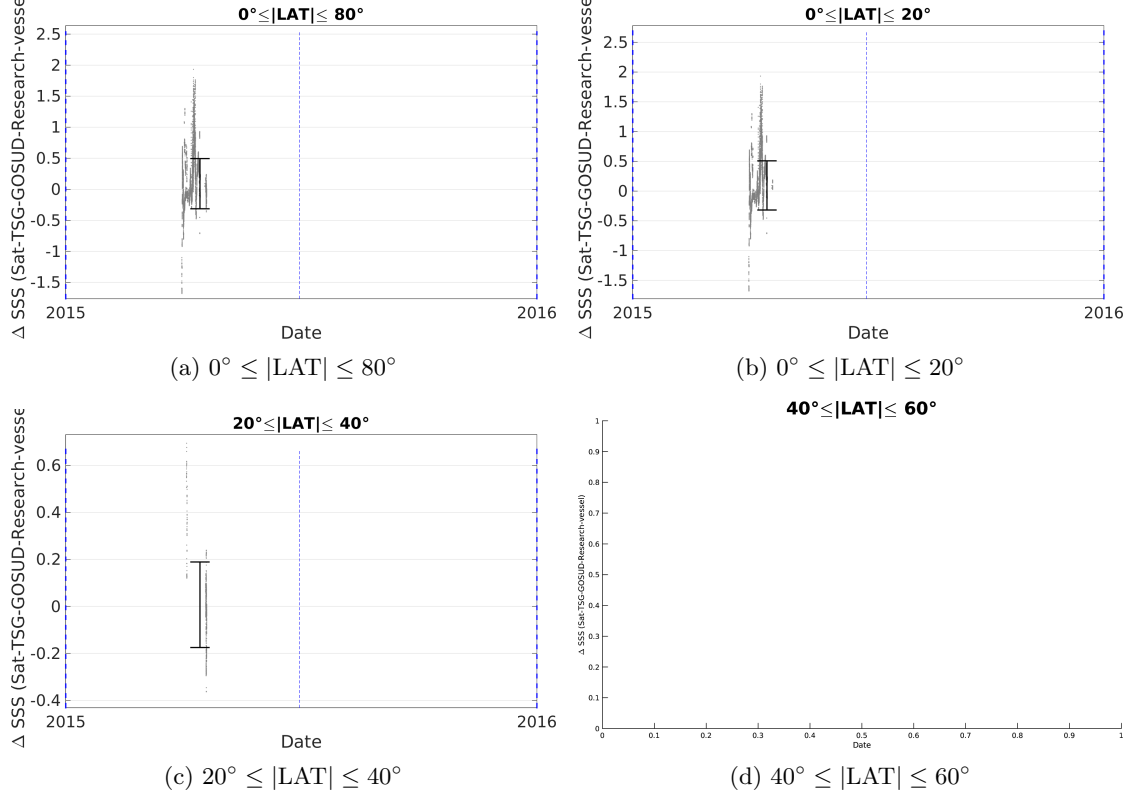 0°≤|LAT|≤ 80°
Δ SSS (Sat-TSG-GOSUD-Research-vesse
2.5
2
1.5
1
0.5
0
-0.5
-1
-1.5
2015
2016
Date
(a) 0° ≤ |LAT| ≤ 80°
0°≤|LAT|≤ 20°
Δ SSS (Sat-TSG-GOSUD-Research-vesse
2.5
2
1.5
1
0.5
0
-0.5
-1
-1.5
2015
2016
Date
(b) 0° ≤ |LAT| ≤ 20°
20°≤|LAT|≤ 40°
Δ SSS (Sat-TSG-GOSUD-Research-vesse
0.6
0.4
0.2
0
-0.2
-0.4
2015
2016
Date
(c) 20° ≤ |LAT| ≤ 40°
40°≤|LAT|≤ 60°
Δ SSS (Sat-TSG-GOSUD-Research-vessel)
1
0.9
0.8
0.7
0.6
0.5
0.4
0.3
0.2
0.1
0
0 0.1 0.2 0.3 0.4 0.5 0.6 0.7 0.8 0.9 1
Date
(d) 40° ≤ |LAT| ≤ 60°